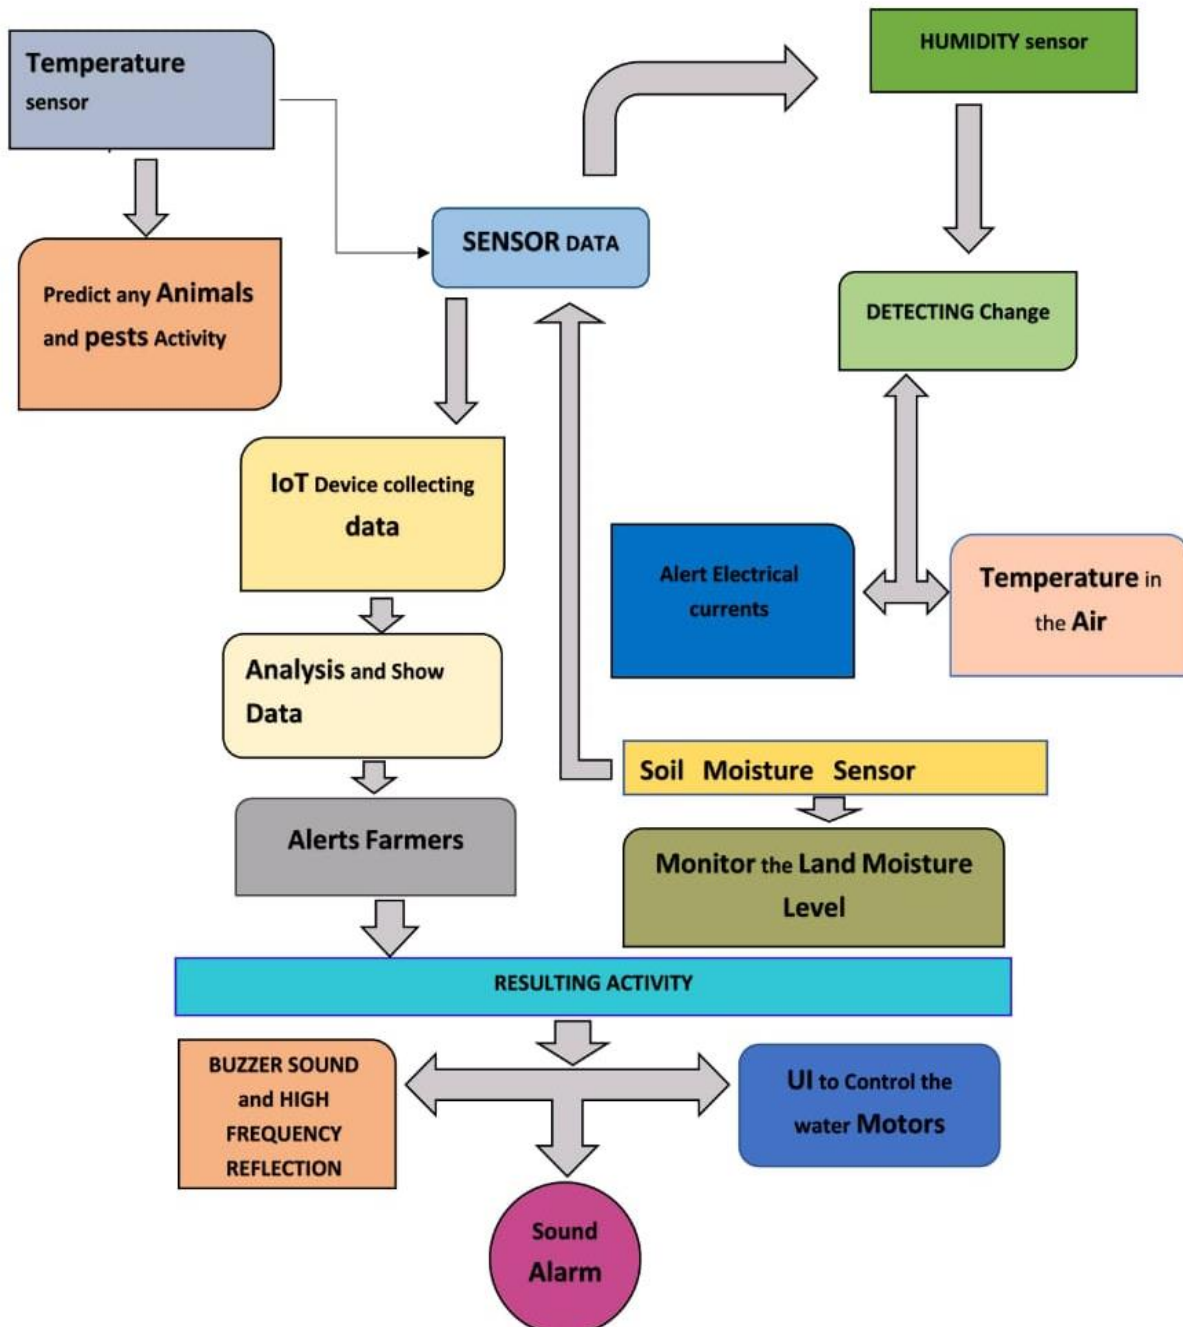 Temperature
sensor
HUMIDITY sensor
SENSOR DATA
Predict any Animals
and pests Activity
DETECTING Change
IoT Device collecting
data
Alert Electrical
currents
Temperature in
the Air
Analysis and Show
Data
Soil Moisture Sensor
Alerts Farmers
Monitor the Land Moisture
Level
RESULTING ACTIVITY
BUZZER SOUND
and HIGH
FREQUENCY
REFLECTION
UI to Control the
water Motors
Sound
Alarm